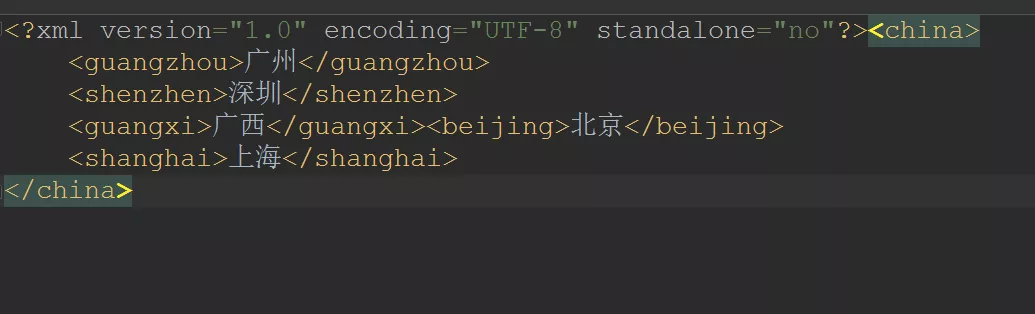 <?xml version="1.0" encoding="UTF-8" standalone="no"?><china>
    <guangzhou>广州</guangzhou>
    <shenzhen>深圳</shenzhen>
    <guangxi>广西</guangxi><beijing>北京</beijing>
    <shanghai>上海</shanghai>
</china>